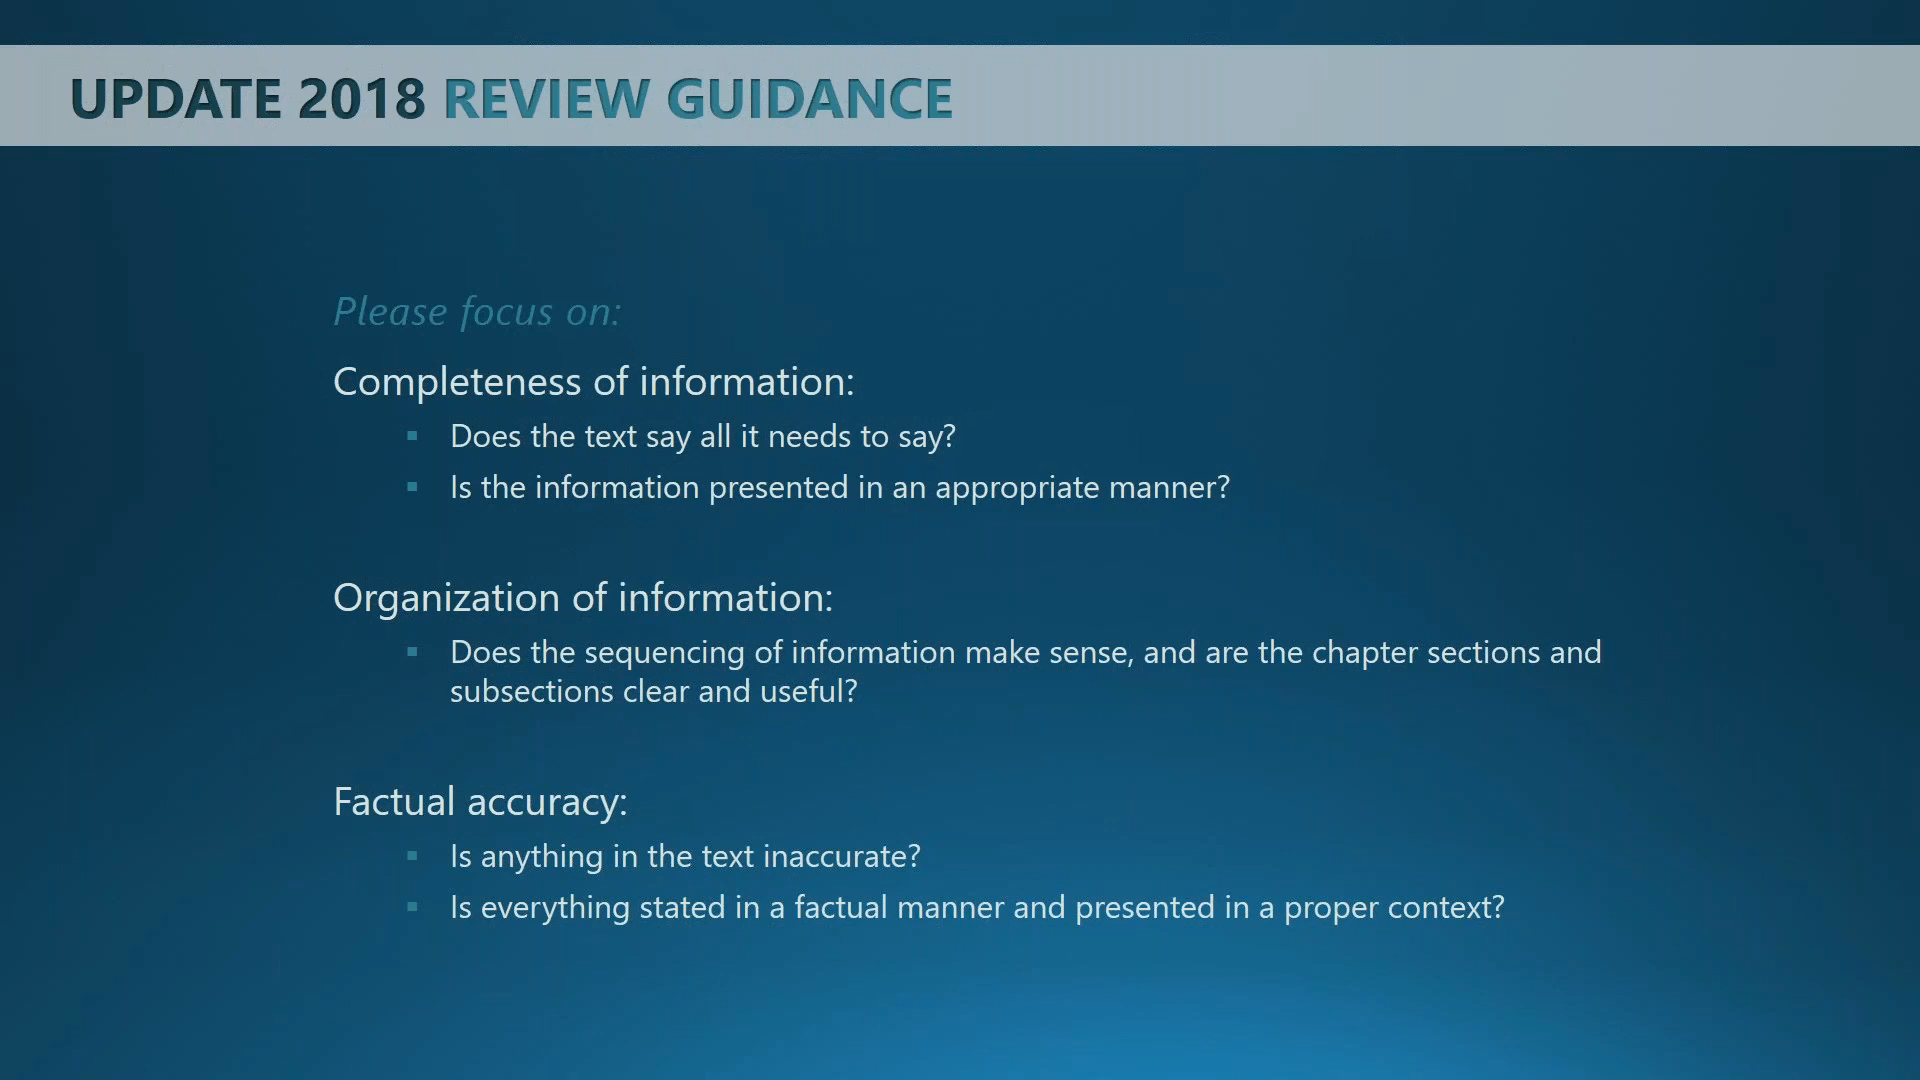 UPDATE 2018 REVIEW GUIDANCE
Please focus on:
Completeness of information:
Does the text say all it needs to say?
Is the information presented in an appropriate manner?
Organization of information:
Does the sequencing of information make sense, and are the chapter sections and
subsections clear and useful?
Factual accuracy:
Is anything in the text inaccurate?
Is everything stated in a factual manner and presented in a proper context?